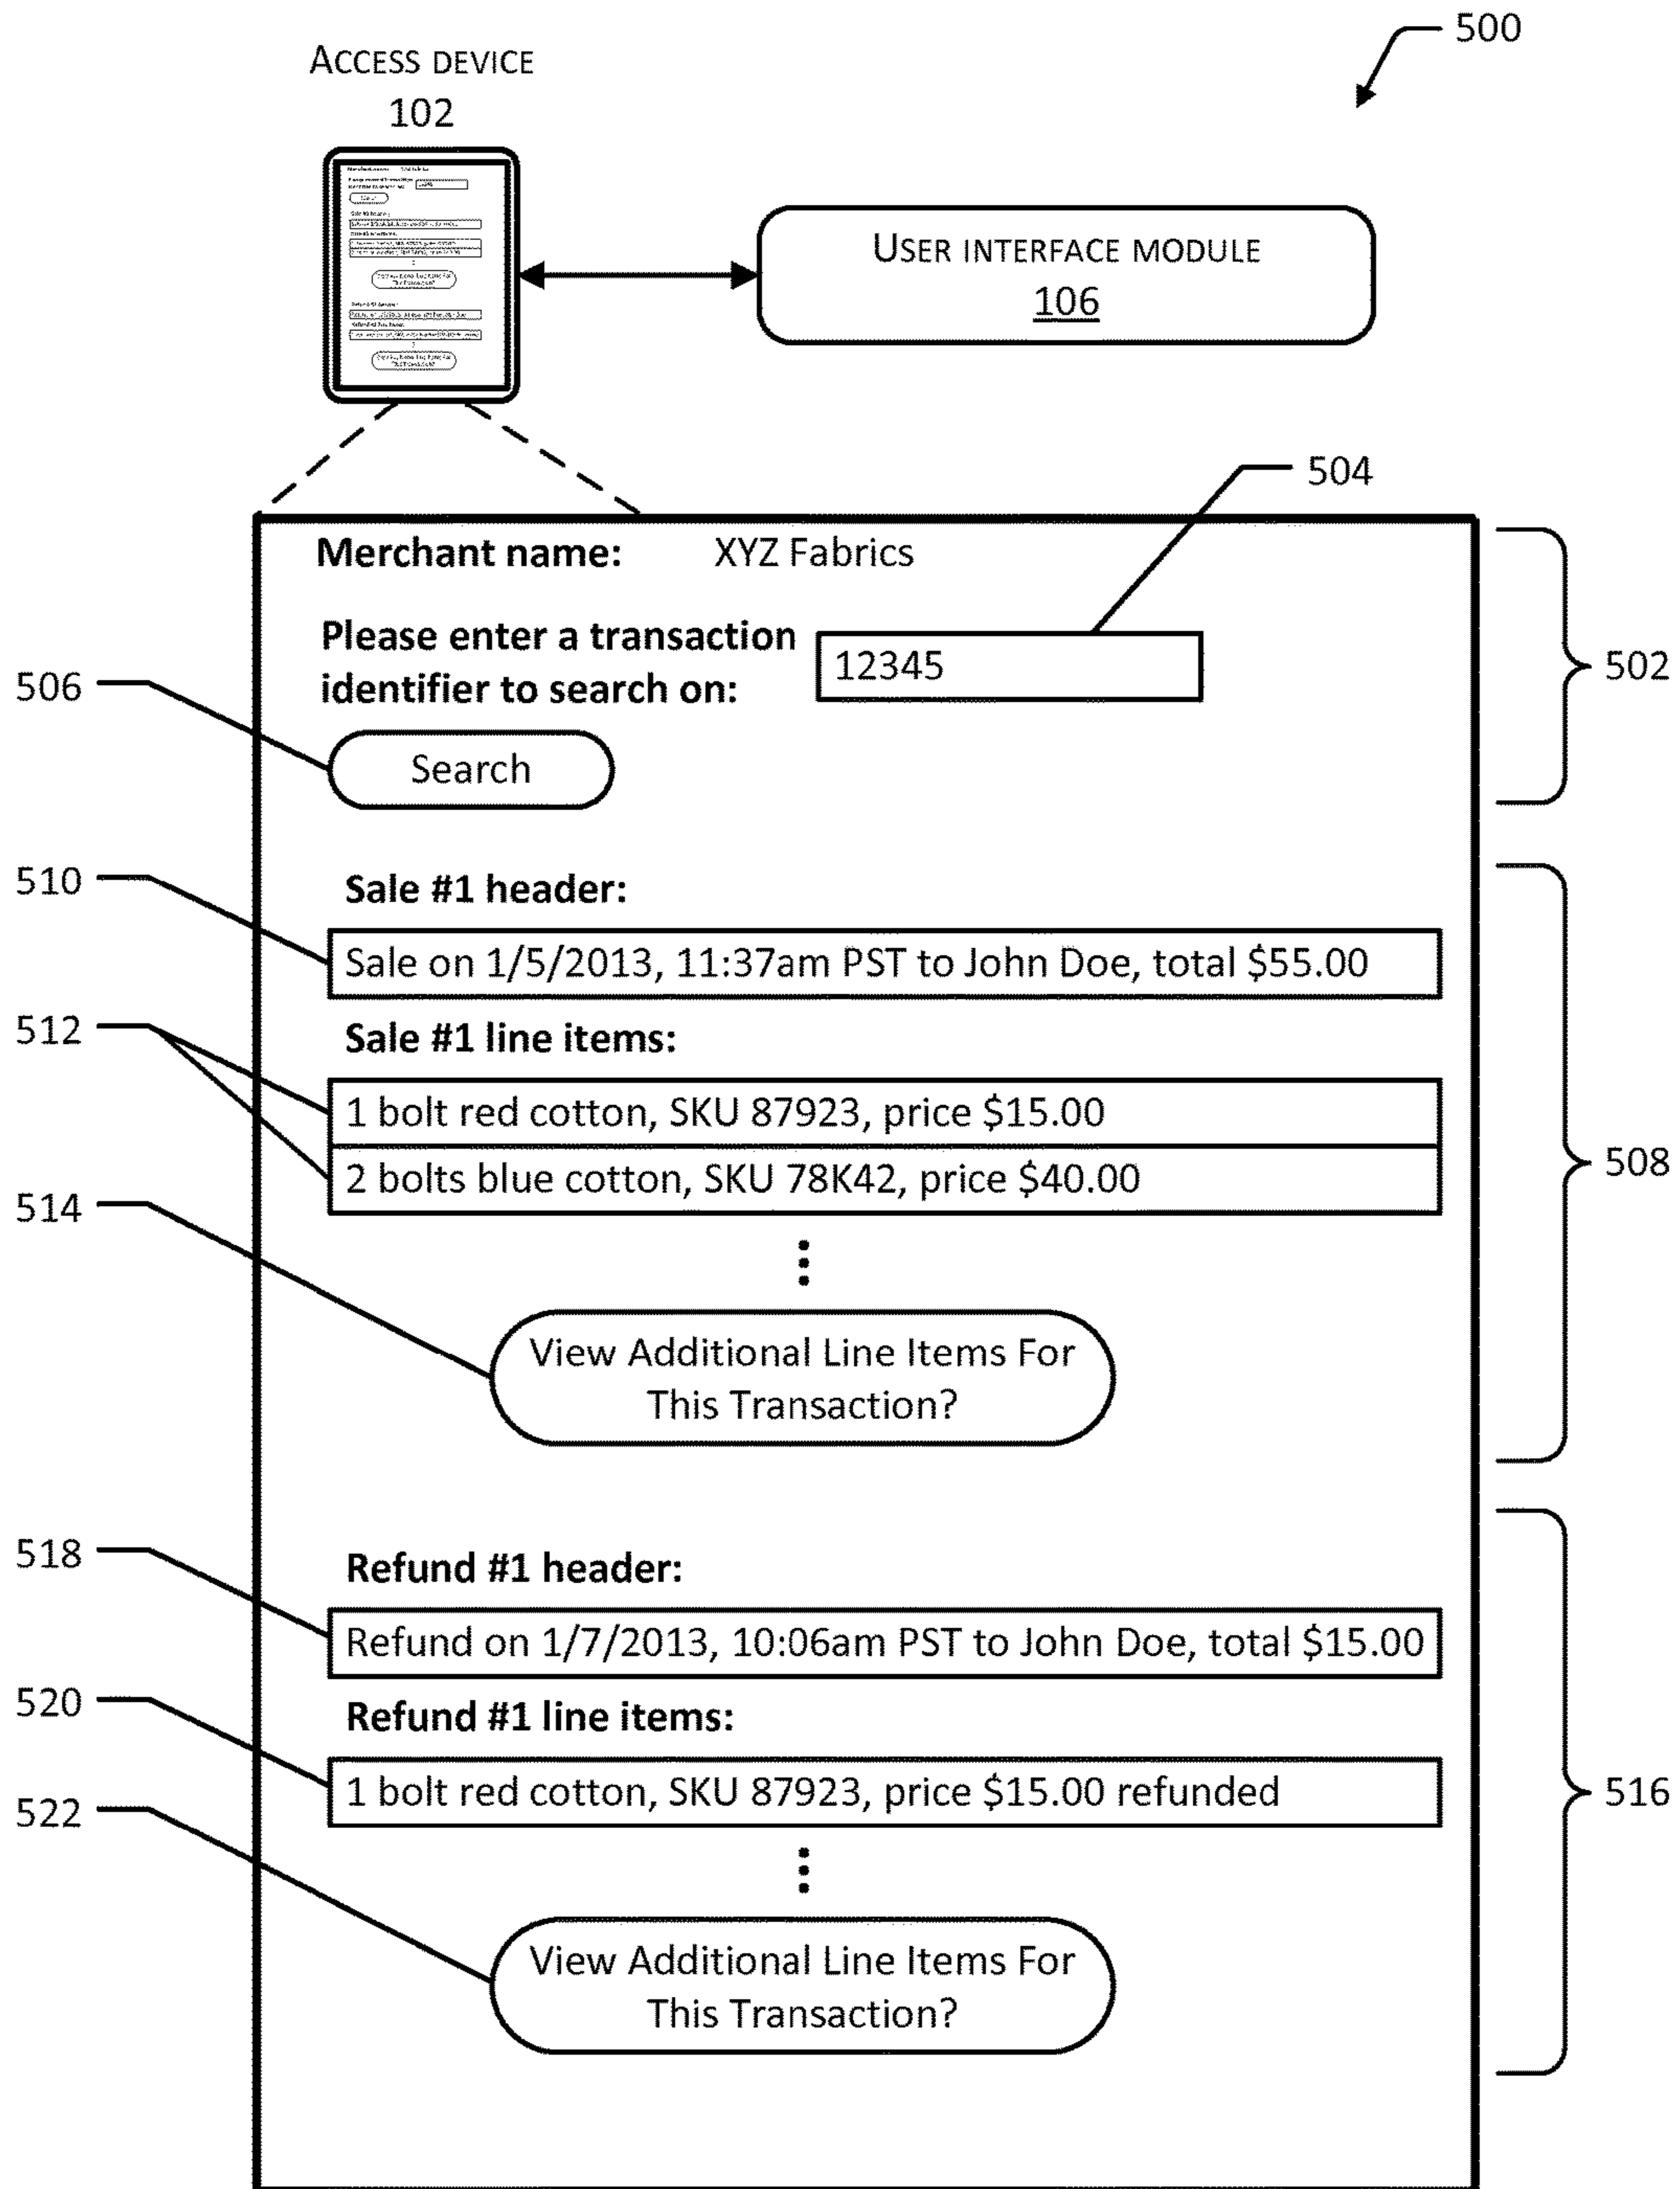 500
ACCESS DEVICE
102
USER INTERFACE MODULE
106
504
Merchant name: XYZ Fabrics
Please enter a transaction
identifier to search on:
12345
502
506
Search
510
Sale #1 header:
Sale on 1/5/2013, 11:37am PST to John Doe, total $55.00
512
Sale #1 line items:
1 bolt red cotton, SKU 87923, price $15.00
2 bolts blue cotton, SKU 78K42, price $40.00
508
514
View Additional Line Items For
This Transaction?
518
Refund #1 header:
Refund on 1/7/2013, 10:06am PST to John Doe, total $15.00
520
Refund #1 line items:
1 bolt red cotton, SKU 87923, price $15.00 refunded
516
522
View Additional Line Items For
This Transaction?